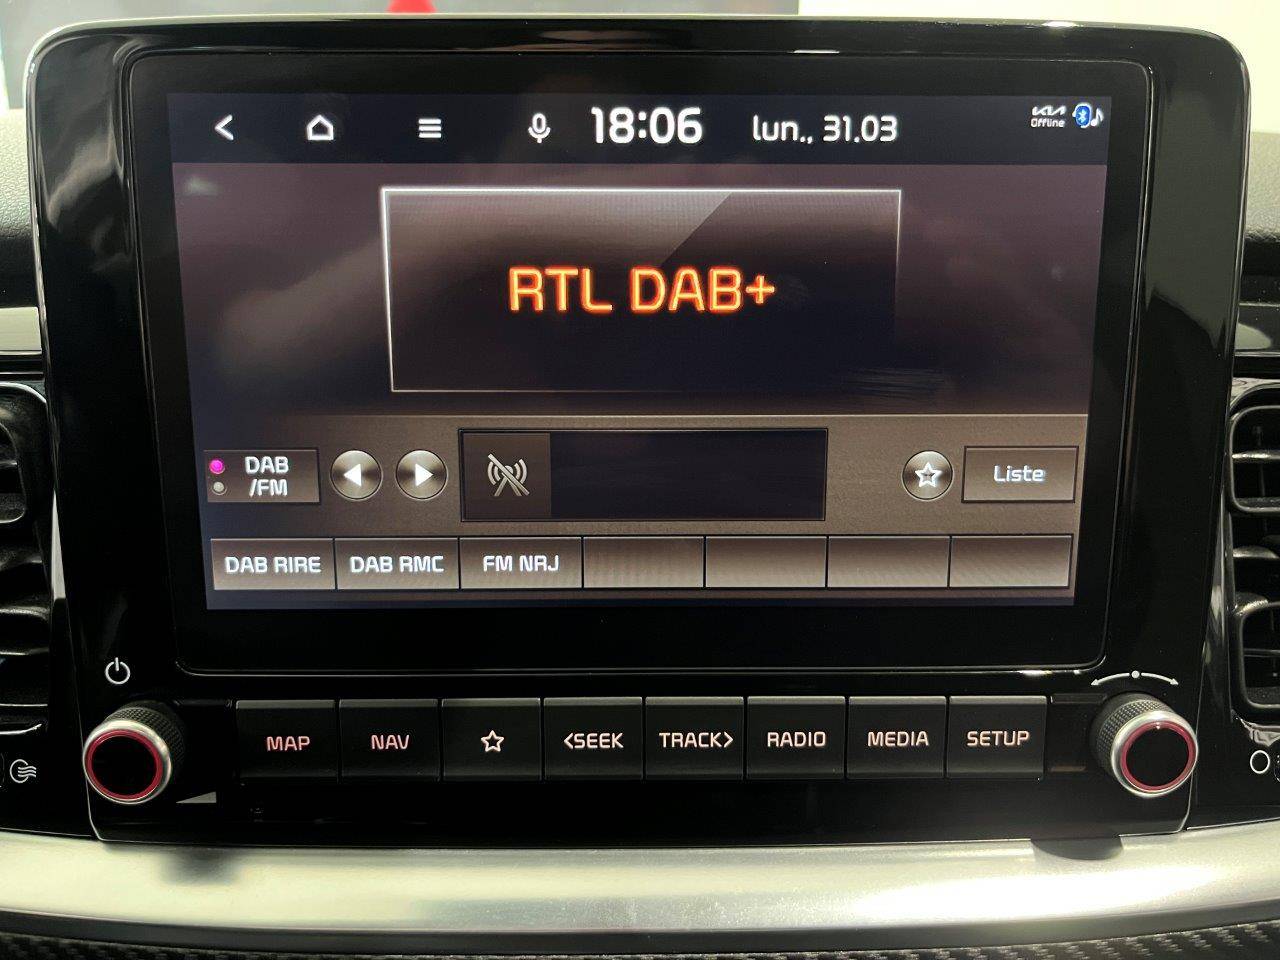 18:06 lun., 31.03 KIA Offline
RTL DAB+
DAB
/FM
Liste
DAB RIRE DAB RMC FM NRJ
MAP NAV <SEEK TRACK> RADIO MEDIA SETUP